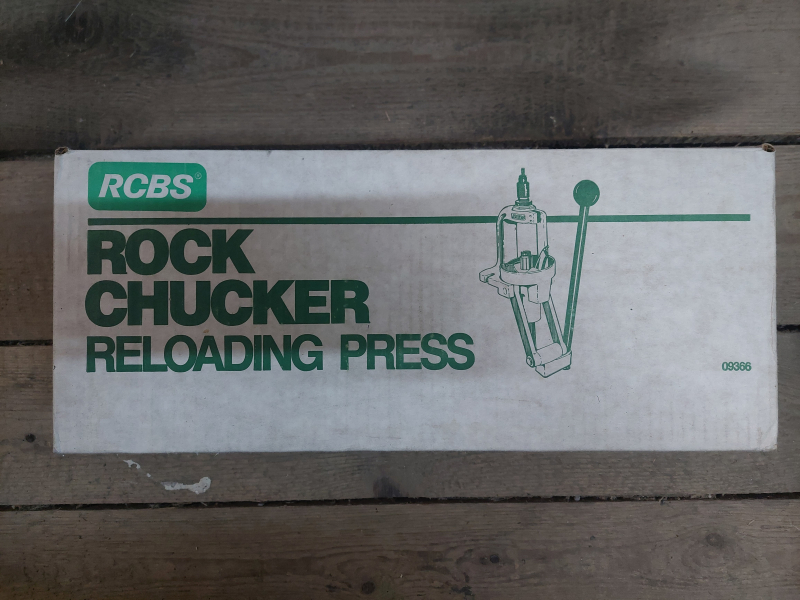 RCBS®
ROCK
CHUCKER
RELOADING PRESS
09366